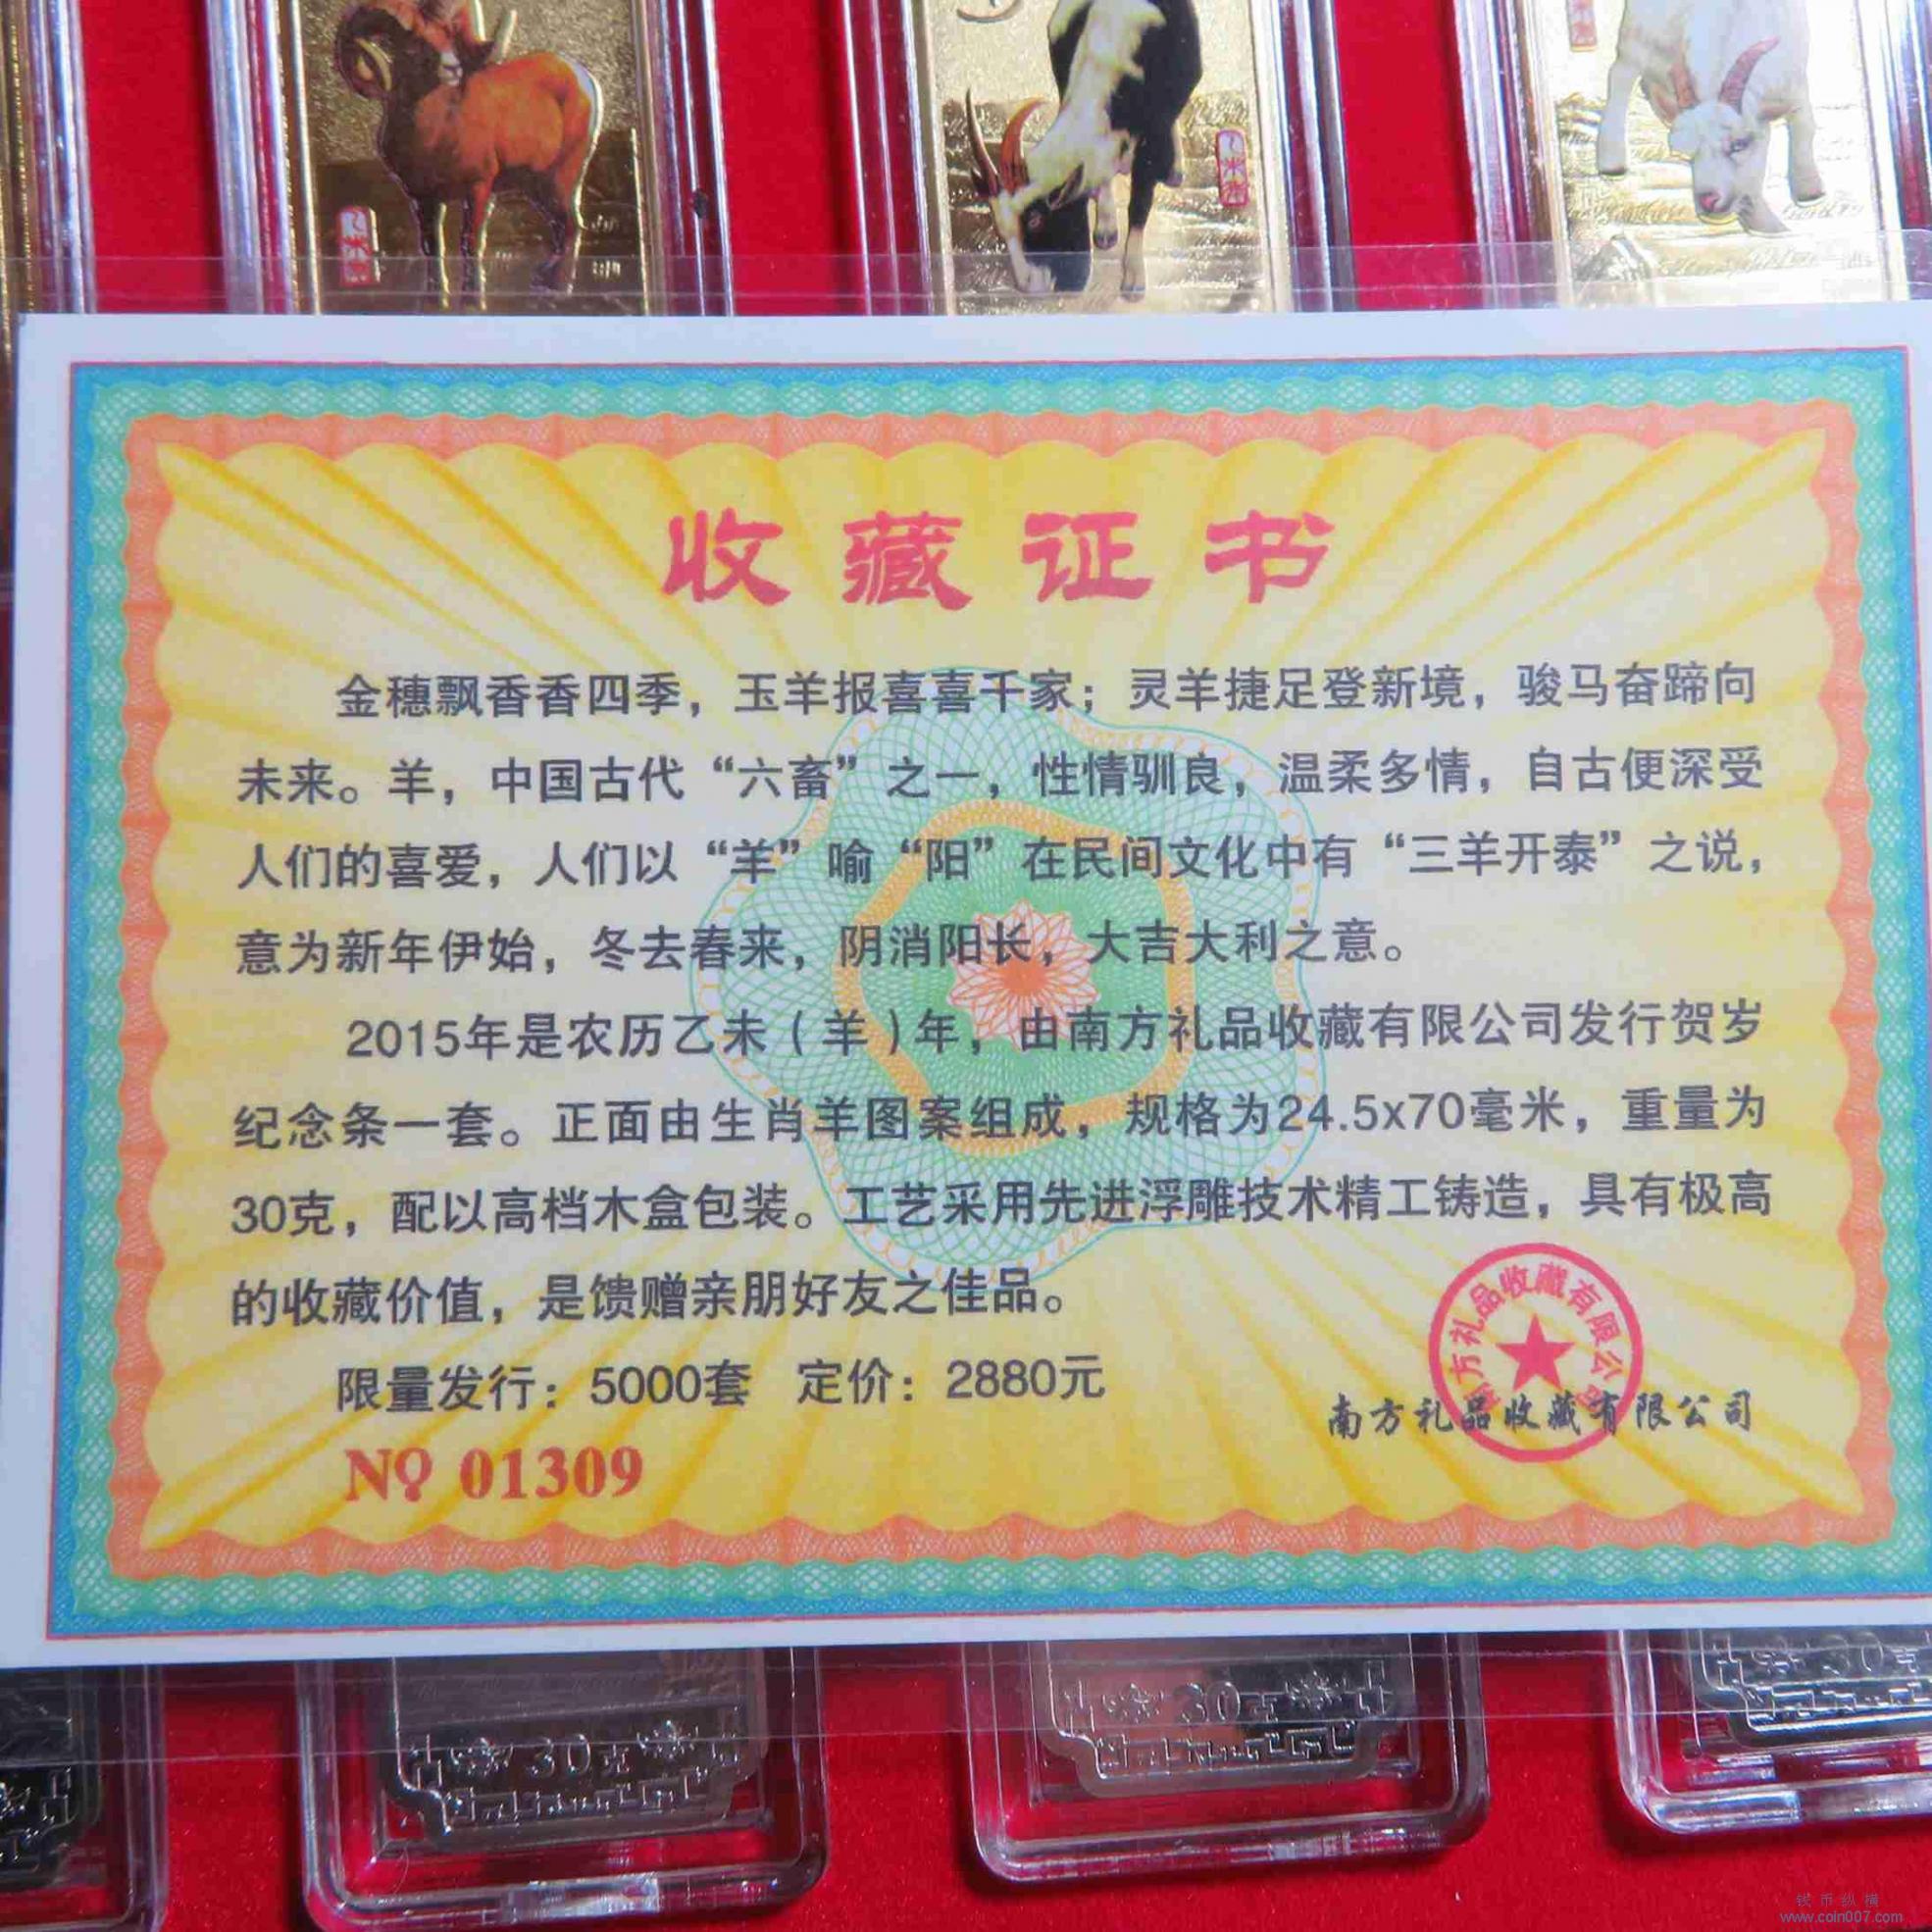 乙未
乙未
收藏证书
金穗飘香香四季，玉羊报喜喜千家；灵羊捷足登新境，骏马奋蹄向
未来。羊，中国古代“六畜”之一，性情驯良，温柔多情，自古便深受
人们的喜爱，人们以“羊”喻“阳”在民间文化中有“三羊开泰”之说，
意为新年伊始，冬去春来，阴消阳长，大吉大利之意。
2015年是农历乙未（羊）年，由南方礼品收藏有限公司发行贺岁
纪念条一套。正面由生肖羊图案组成，规格为24.5x70毫米，重量为
30克，配以高档木盒包装。工艺采用先进浮雕技术精工铸造，具有极高
的收藏价值，是馈赠亲朋好友之佳品。
限量发行：5000套 定价：2880元
方礼品收藏有限公
南方礼品收藏有限公司
NO 01309
30克
30克
30
钱币纵横
www.coin007.com